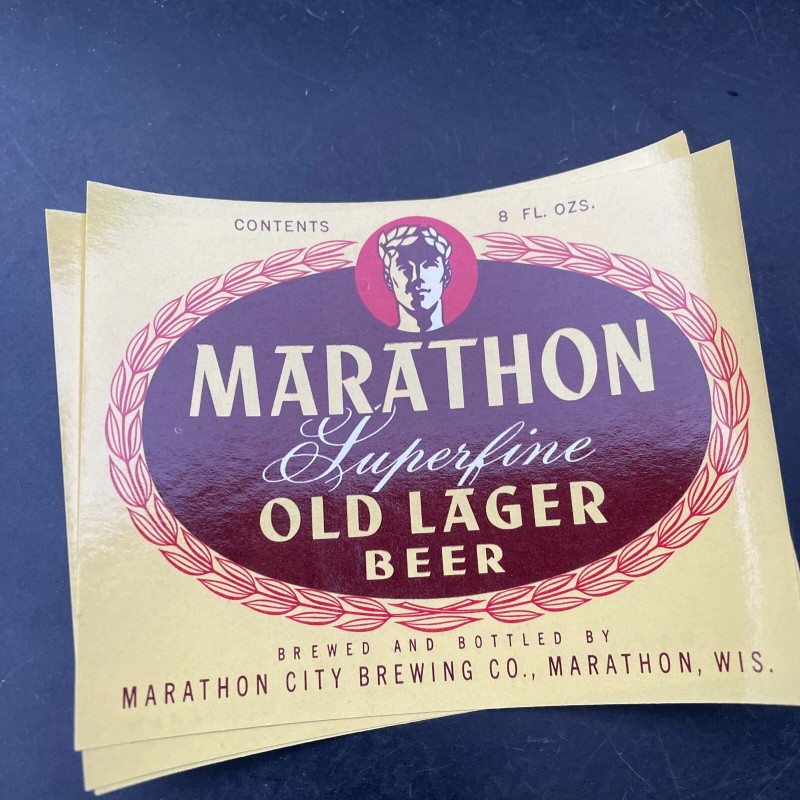 CONTENTS 8 FL. OZS.
MARATHON
Superfine
OLD LAGER
BEER
BREWED AND BOTTLED BY
MARATHON CITY BREWING CO., MARATHON, WIS.